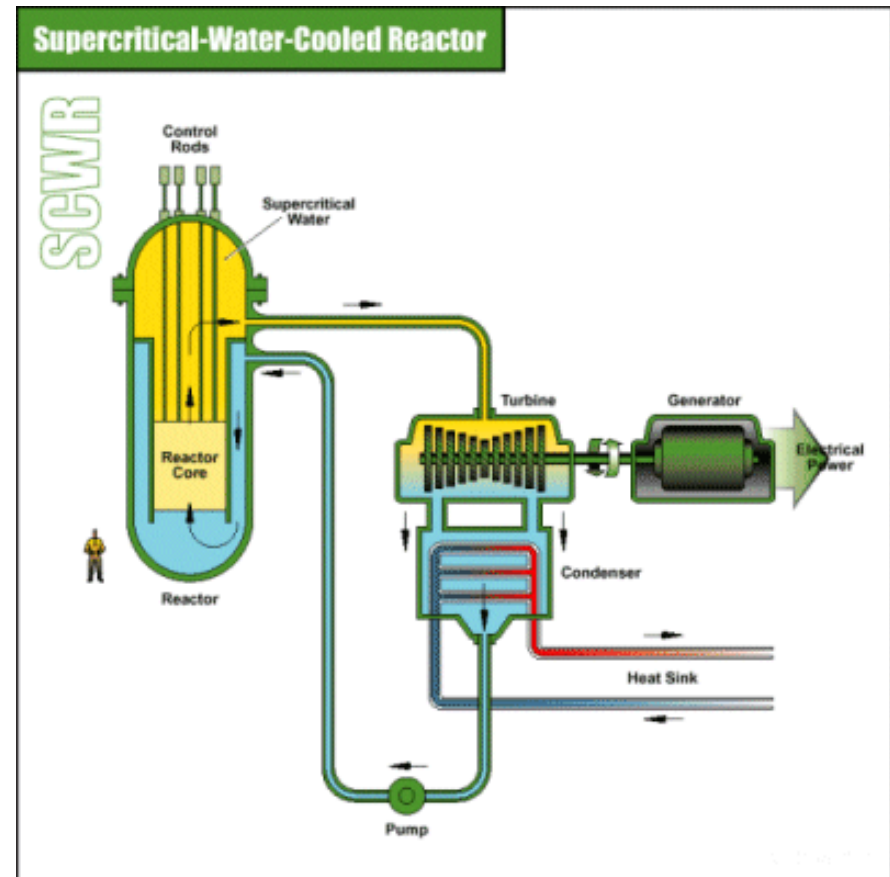 Supercritical-Water-Cooled Reactor
SCWR
Control
Rods
Supercritical
Water
Turbine
Generator
Electrical
Power
Reactor
Core
Condenser
Reactor
Heat Sink
Pump